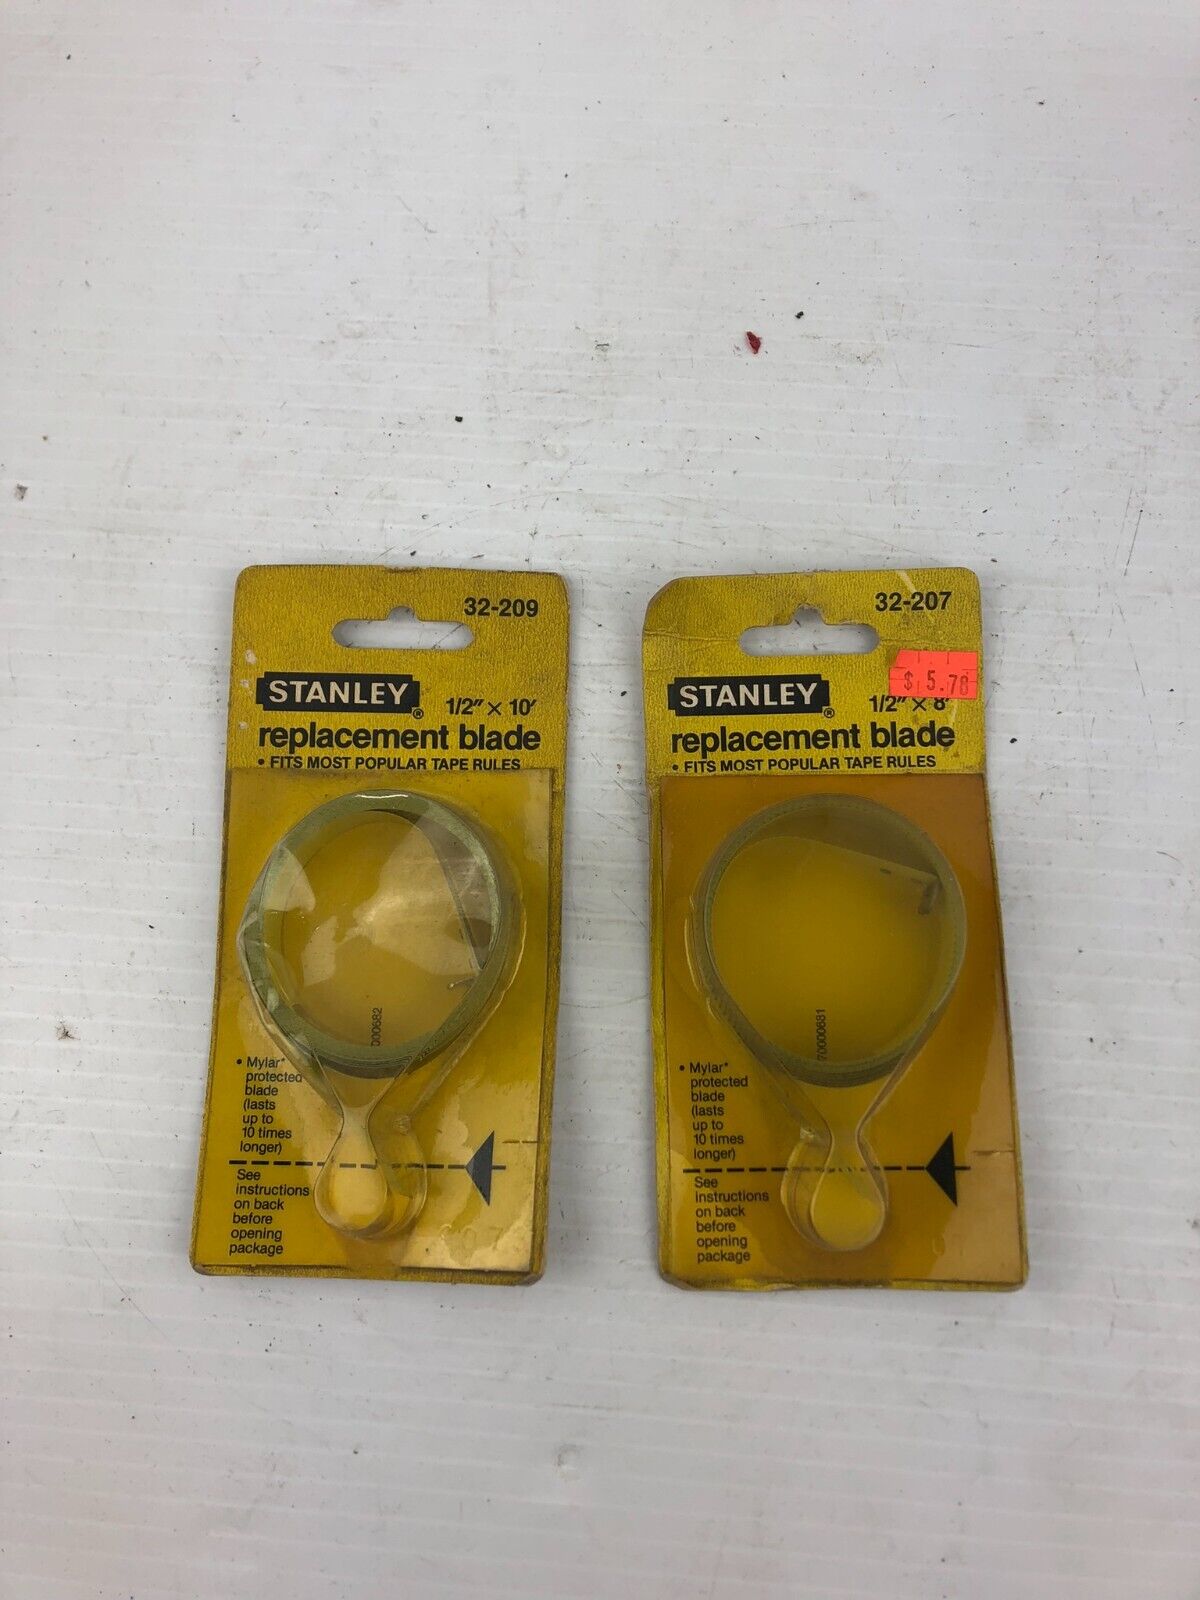 32-209
STANLEY®
1/2" × 10'
replacement blade
• FITS MOST POPULAR TAPE RULES
000682
• Mylar*
protected
blade
(lasts
up to
10 times
longer)
See
instructions
on back
before
opening
package
32-207
$ 5.78
STANLEY®
1/2" × 8'
replacement blade
• FITS MOST POPULAR TAPE RULES
70000681
• Mylar*
protected
blade
(lasts
up to
10 times
longer)
See
instructions
on back
before
opening
package